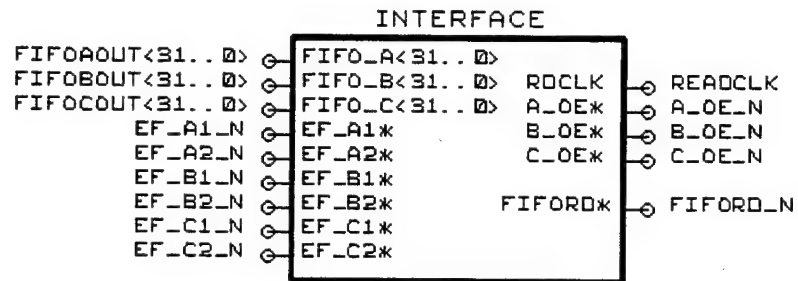 INTERFACE
FIFOAOUT<31..0> FIFO_A<31..0>
FIFOBOUT<31..0> FIFO_B<31..0> RDCLK READCLK
FIFOCOUT<31..0> FIFO_C<31..0> A_OE* A_OE_N
EF_A1_N EF_A1* B_OE* B_OE_N
EF_A2_N EF_A2* C_OE* C_OE_N
EF_B1_N EF_B1*
EF_B2_N EF_B2* FIFORD* FIFORD_N
EF_C1_N EF_C1*
EF_C2_N EF_C2*